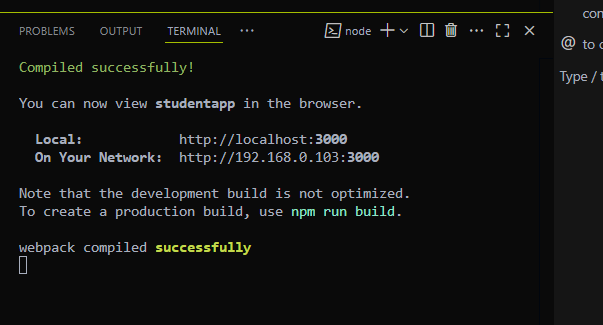 PROBLEMS OUTPUT TERMINAL ··· node
Compiled successfully!
You can now view studentapp in the browser.
Local: http://localhost:3000
On Your Network: http://192.168.0.103:3000
Note that the development build is not optimized.
To create a production build, use npm run build.
webpack compiled successfully
@ to
Type /